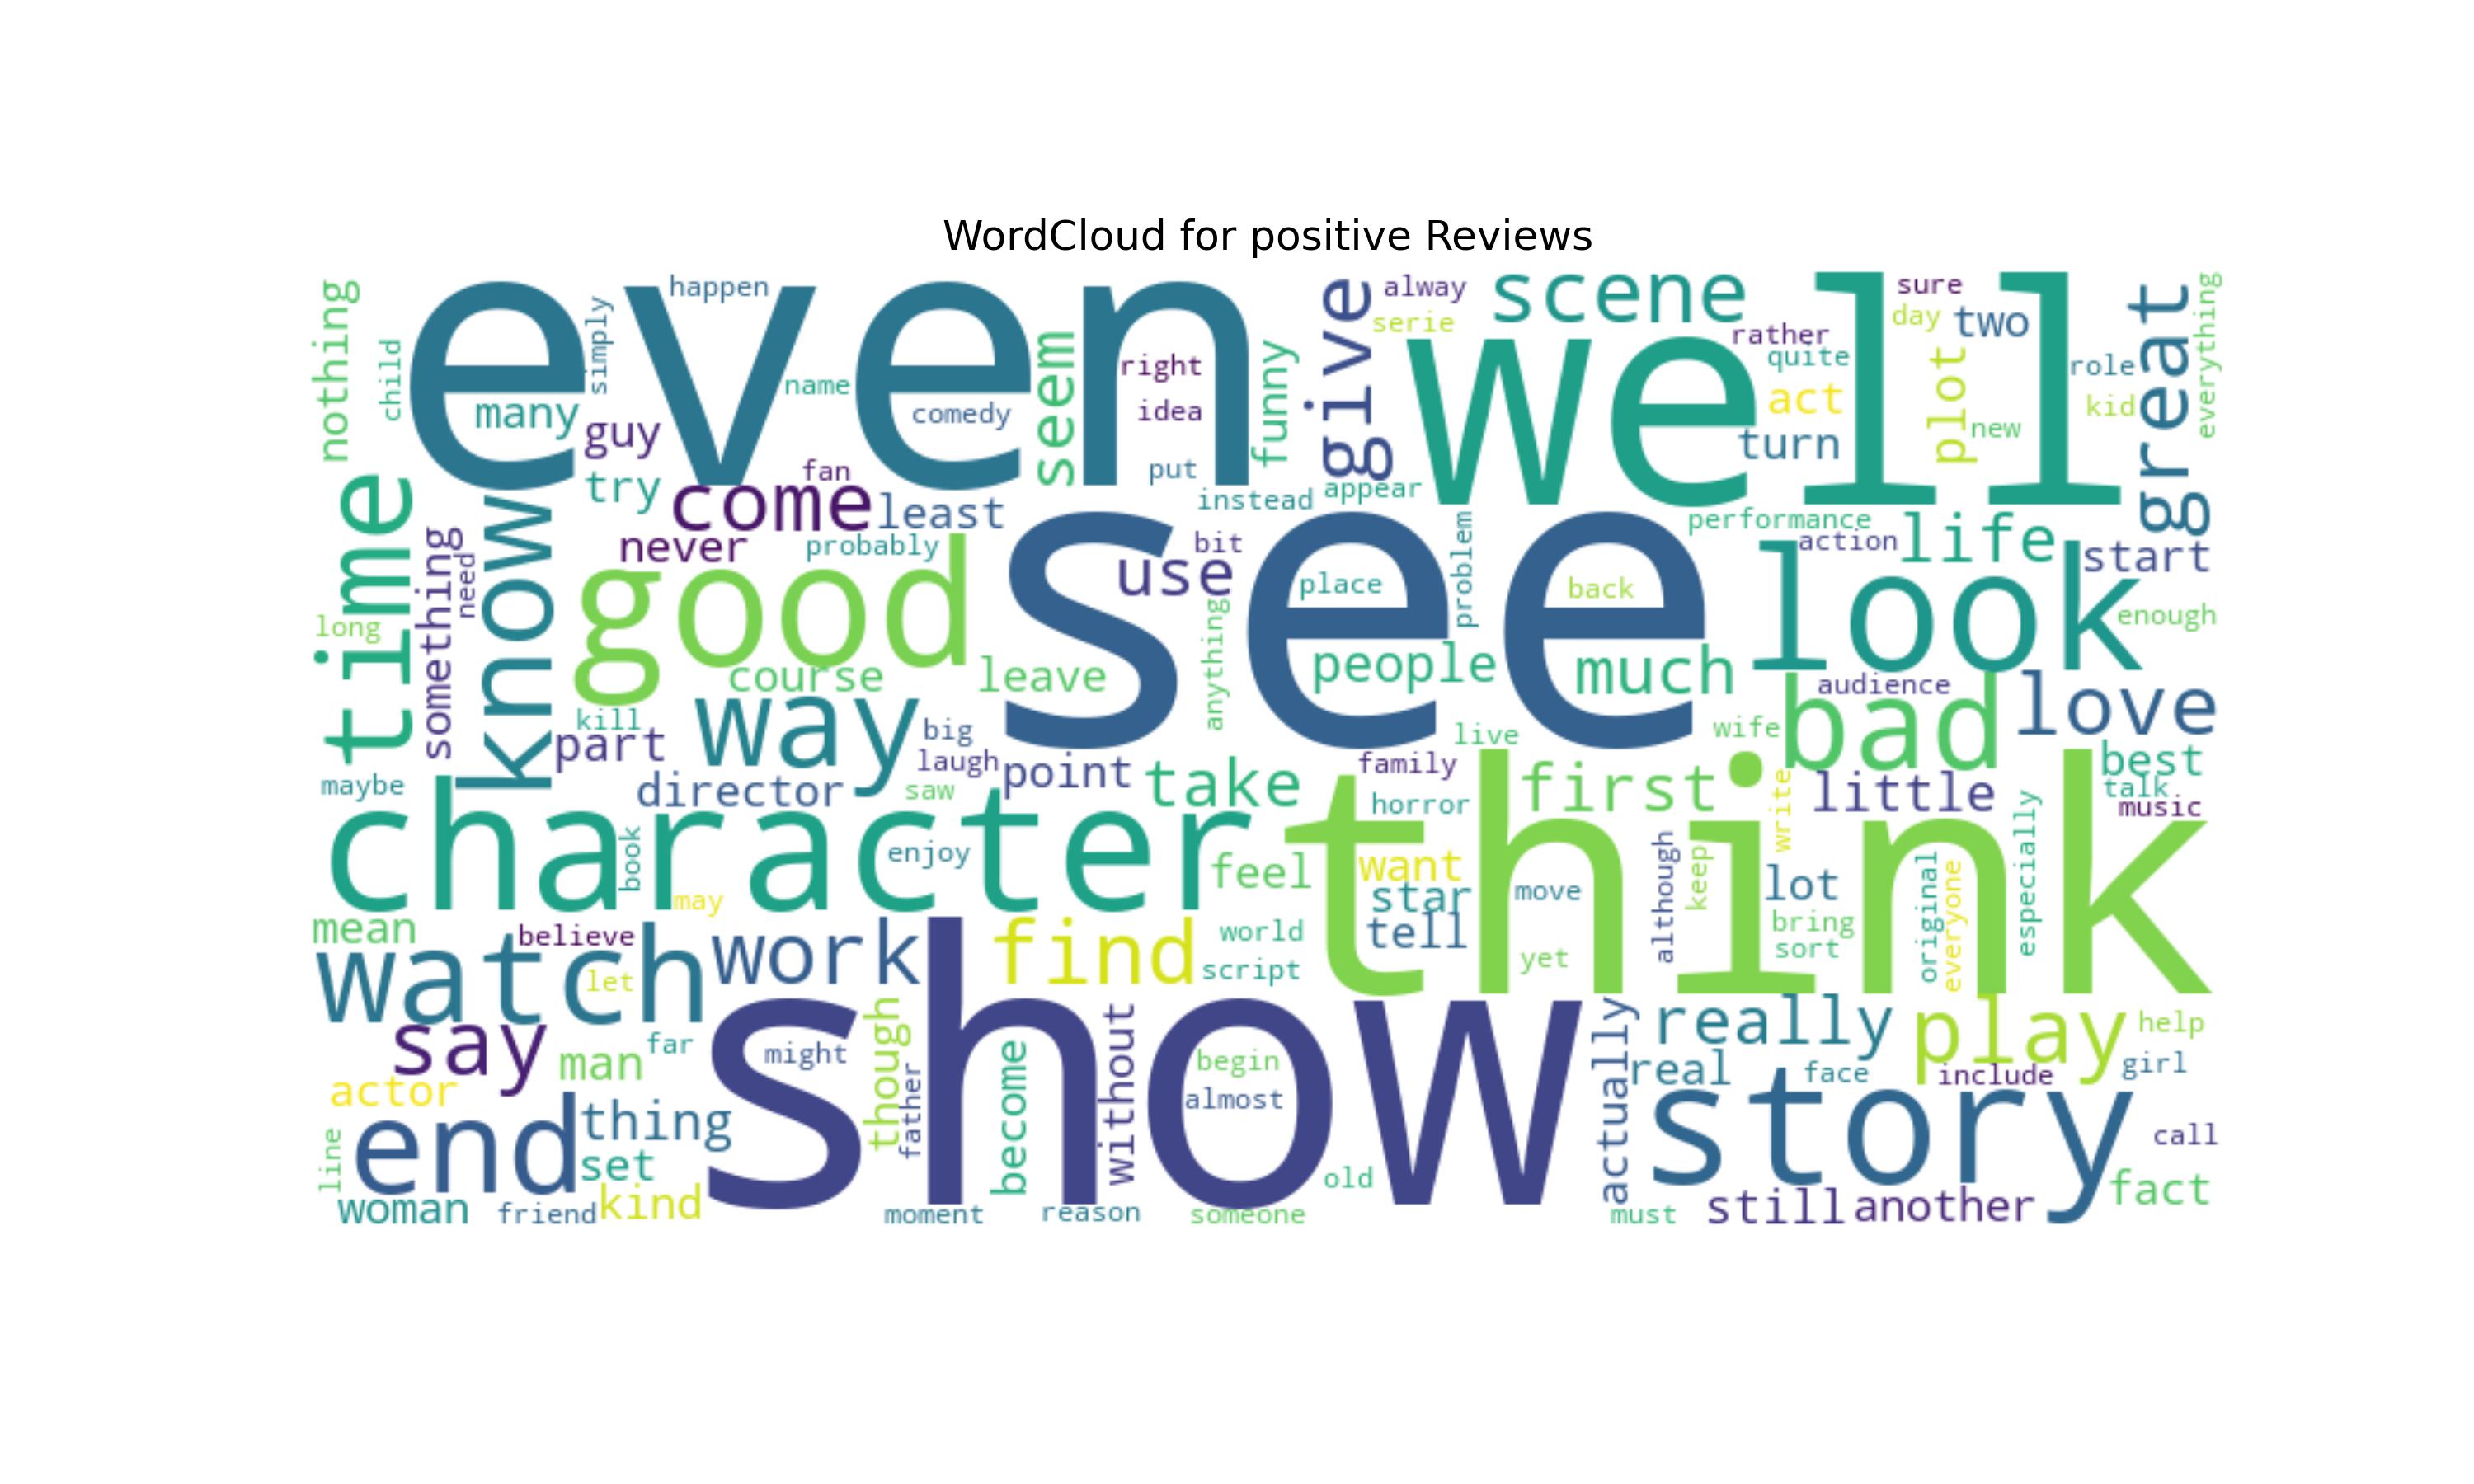 WordCloud for positive Reviews
nothing
child
even
simply
happen
many
guy
try
name
comedy
fan
come
least
seem
right
idea
put
funny
instead
give
alway
serie
appear
scene
well
sure
rather
quite
act
turn
day
two
plot
new
role
kid
great
everything
time
long
something
need
know
never
probably
good
course
leave
see
use
bit
place
anything
people
problem
back
much
performance
action
life
start
look
enough
audience
bad
love
wife
live
kill
part
way
big
laugh
director
saw
point
take
family
horror
first
little
write
best
talk
music
maybe
character
book
may
enjoy
feel
want
star
tell
move
yet
think
although
keep
lot
bring
sort
original
everyone
especially
mean
believe
watch
let
work
find
world
script
say
man
far
actor
show
might
though
father
become
without
begin
almost
old
actually
really
real
face
play
include
help
girl
story
call
line
end
thing
set
woman
friend
kind
moment
reason
someone
must
still
another
fact